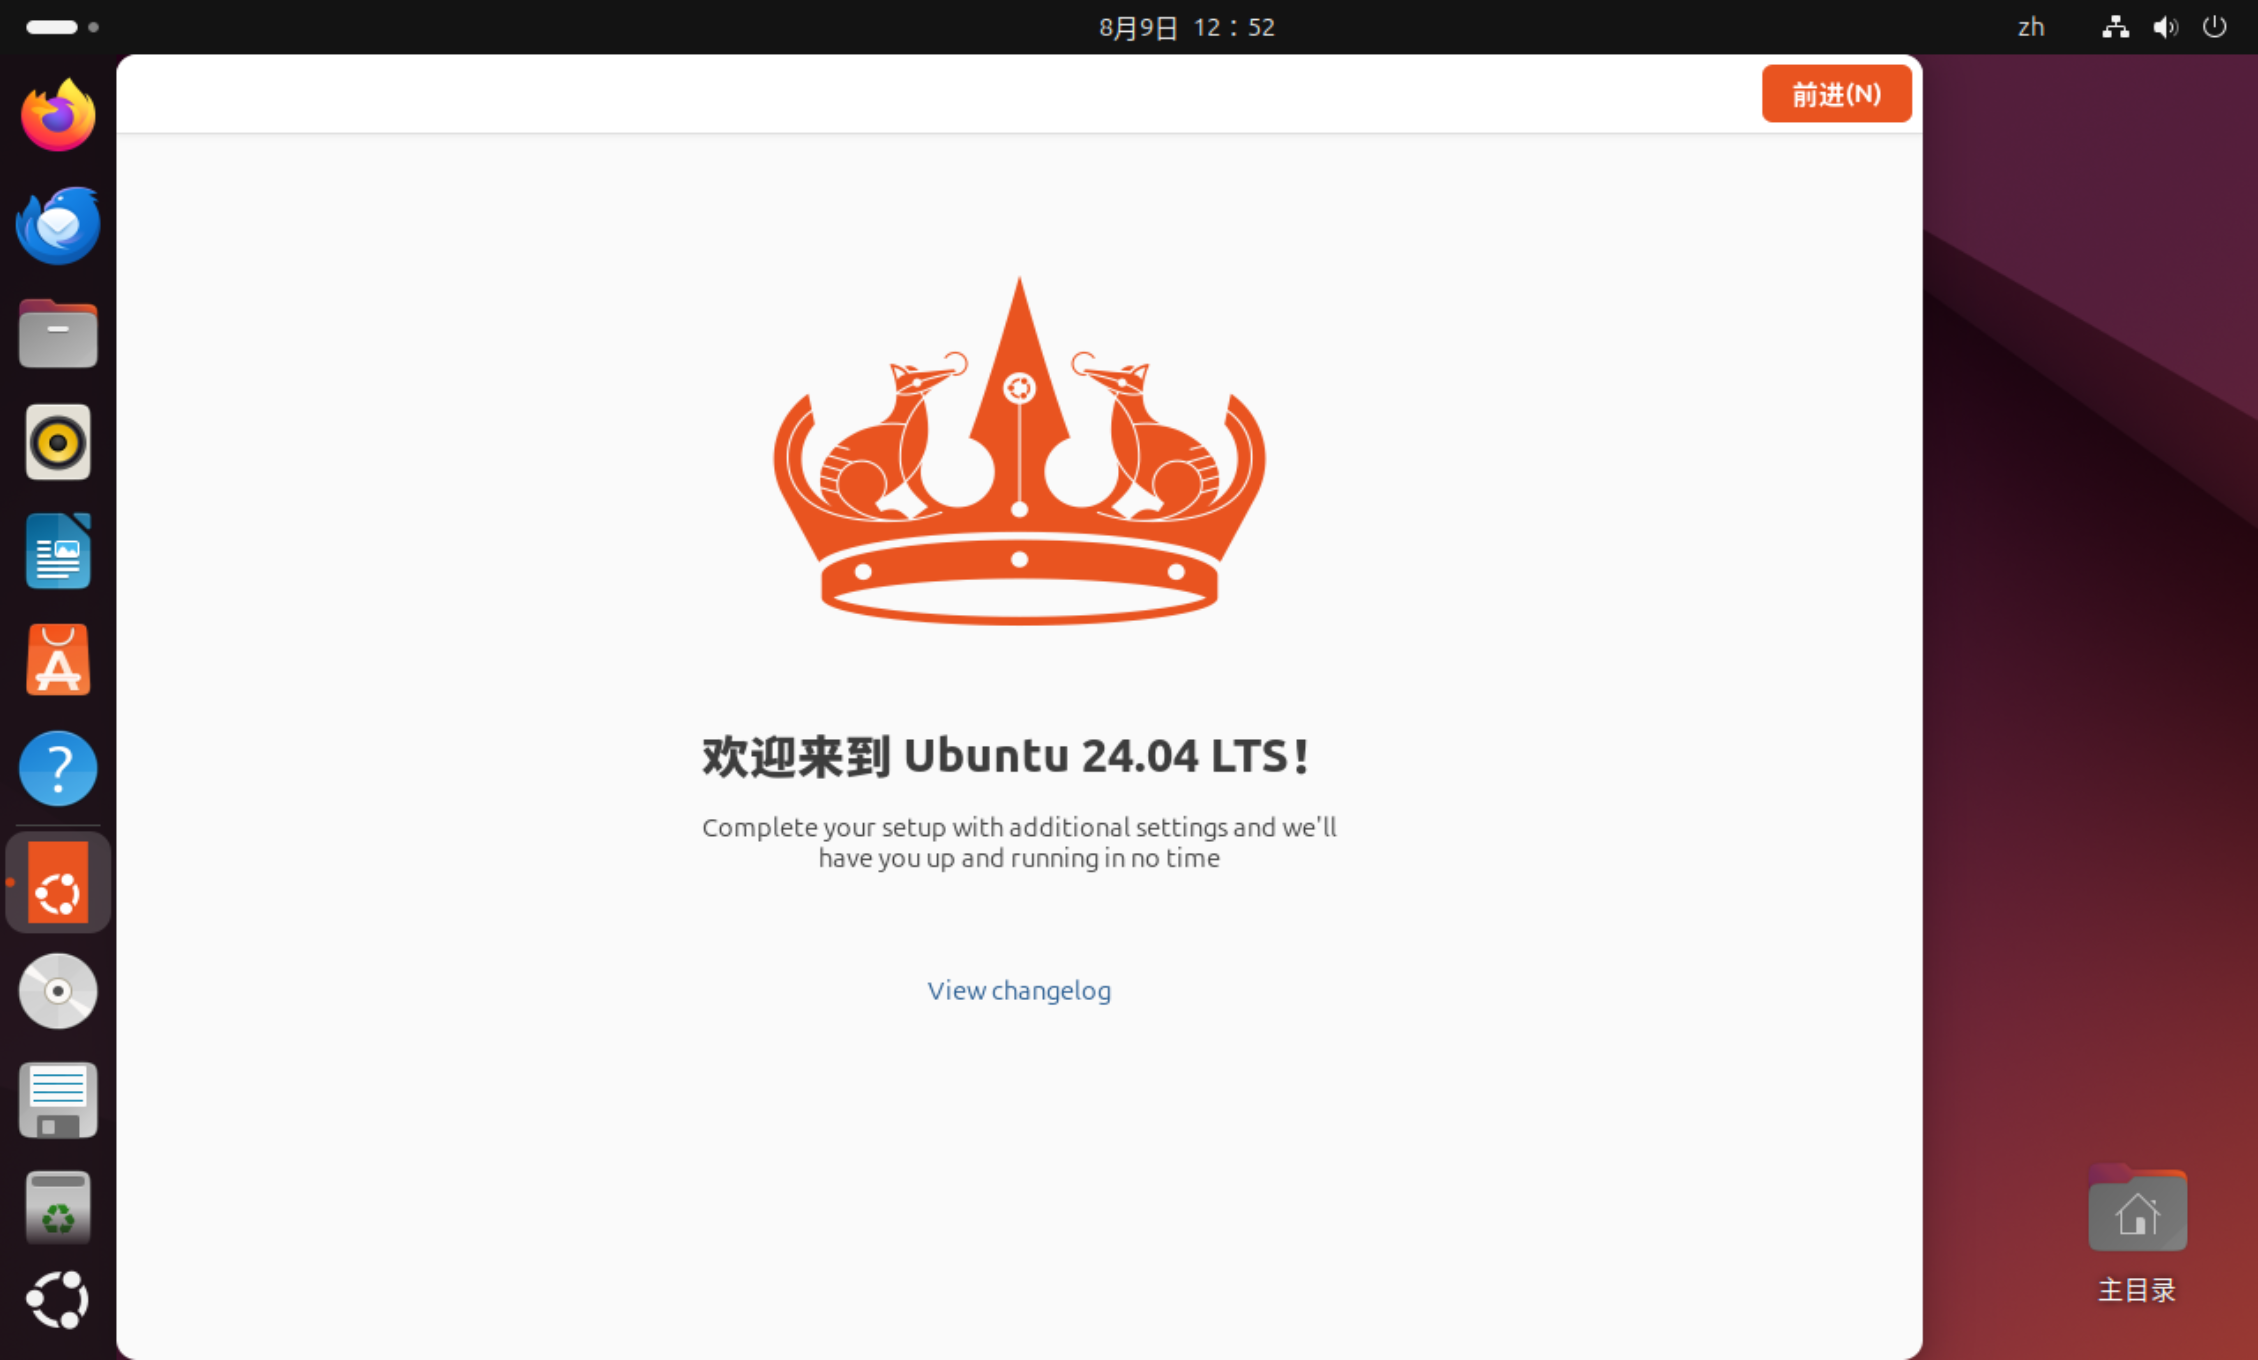 8月9日 12：52
zh
前进(N)
欢迎来到 Ubuntu 24.04 LTS！
Complete your setup with additional settings and we'll
have you up and running in no time
View changelog
主目录